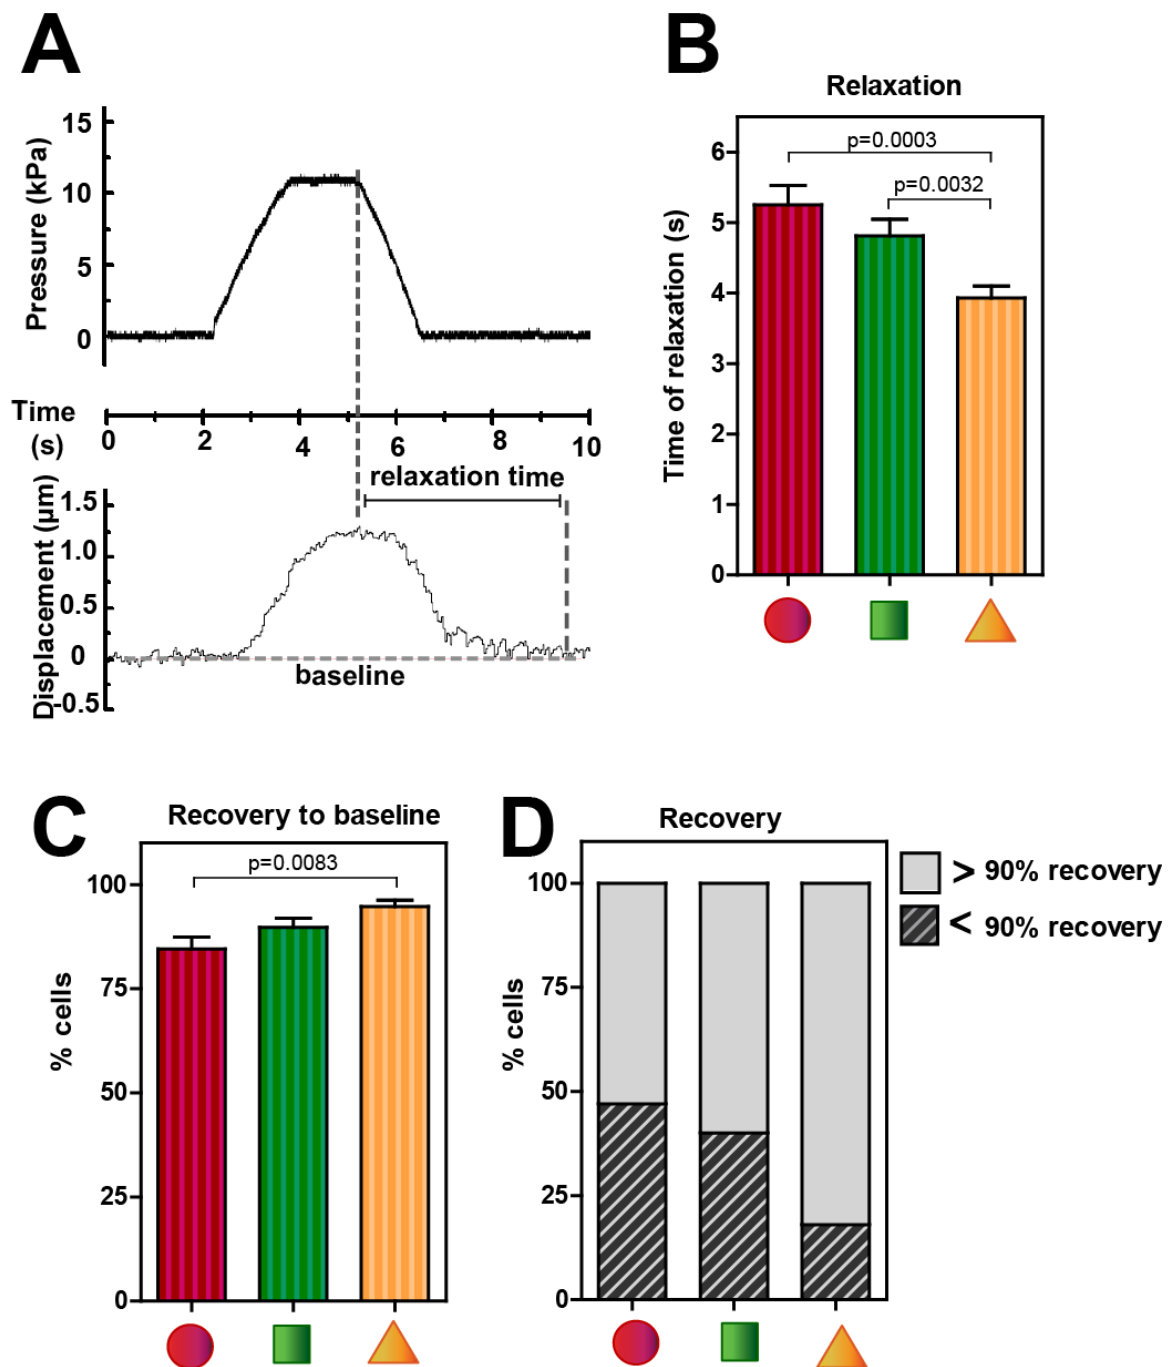 A
Pressure (kPa)
15
10
5
0
Time
(s)
0 2 4 6 8 10
relaxation time
Displacement (μm)
1.5
1.0
0.5
0
-0.5
baseline
B
Relaxation
Time of relaxation (s)
6
5
4
3
2
1
0
p=0.0003
p=0.0032
C
Recovery to baseline
% cells
100
75
50
25
0
p=0.0083
D
Recovery
% cells
100
75
50
25
0
> 90% recovery
< 90% recovery